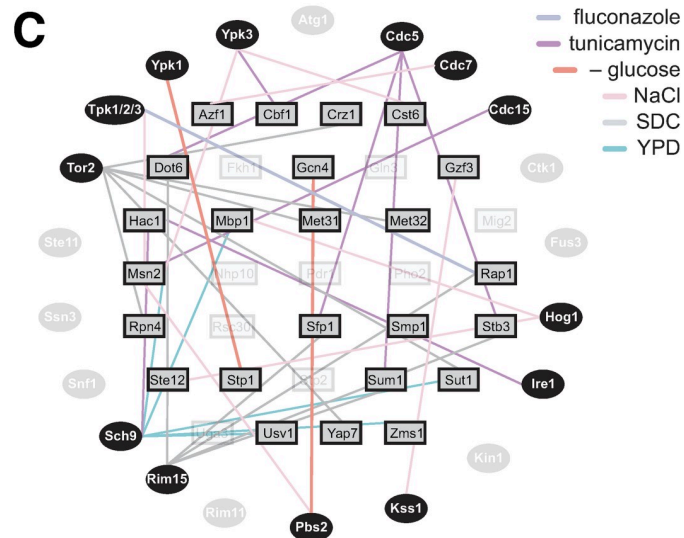 C
fluconazole
tunicamycin
– glucose
NaCl
SDC
YPD
Atg1
Ypk3
Cdc5
Ypk1
Cdc7
Tpk1/2/3
Azf1
Cbf1
Crz1
Cst6
Cdc15
Tor2
Dot6
Fkh1
Gcn4
Gln3
Gzf3
Ctk1
Hac1
Mbp1
Met31
Met32
Mig2
Ste11
Fus3
Msn2
Nhp10
Pdr1
Pho2
Rap1
Ssn3
Rpn4
Rsc30
Sfp1
Smp1
Stb3
Hog1
Snf1
Ste12
Stp1
Sum1
Sut1
Ire1
Sch9
Usv1
Yap7
Zms1
Rim15
Kin1
Rim11
Pbs2
Kss1